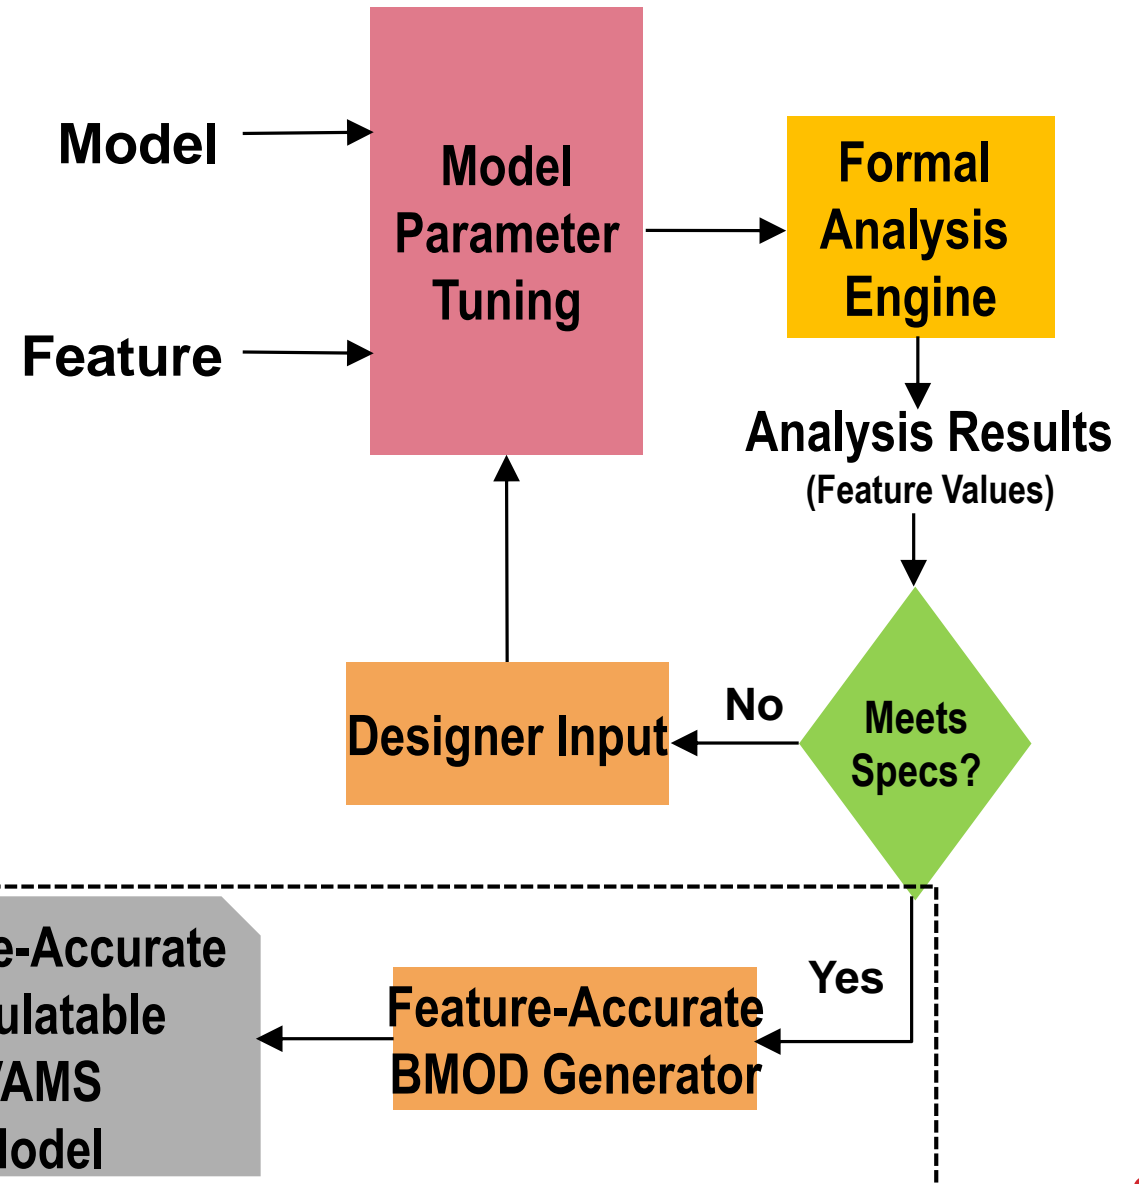 Model
Feature
Model
Parameter
Tuning
Formal
Analysis
Engine
Analysis Results
(Feature Values)
Meets
Specs?
No
Designer Input
Yes
Feature-Accurate
BMOD Generator
e-Accurate
ulatable
AMS
odel